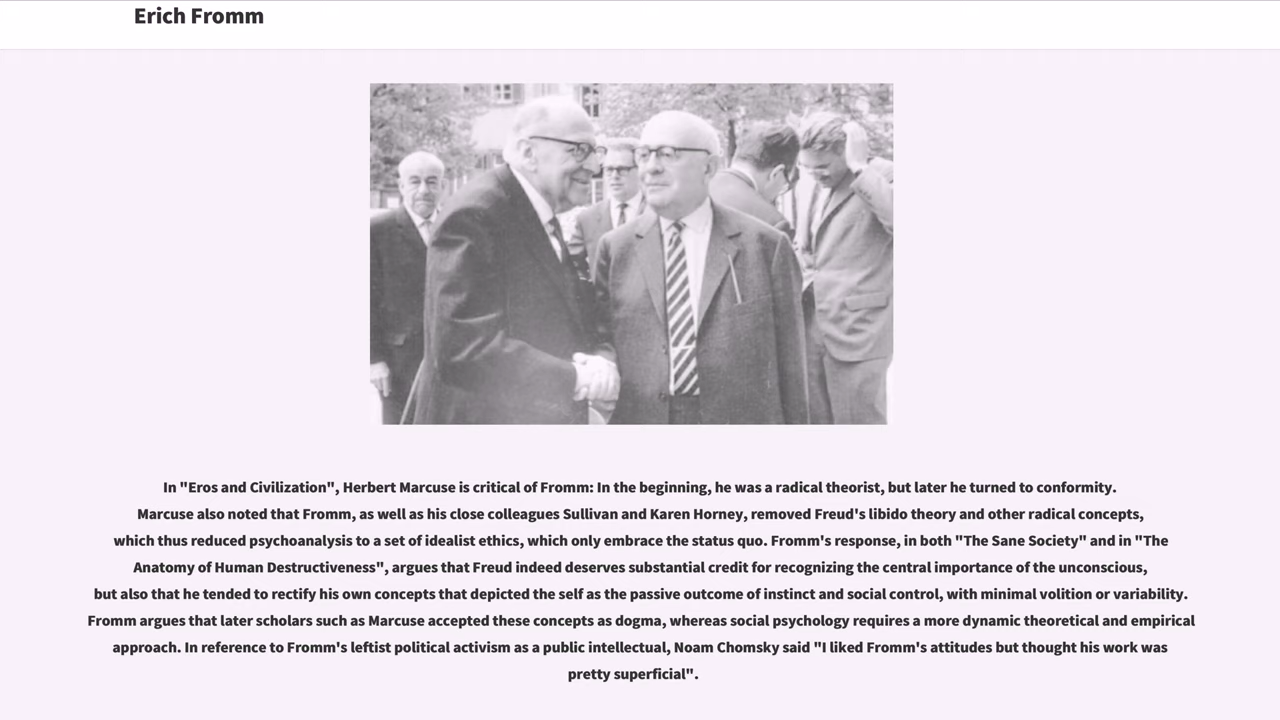 Erich Fromm
In "Eros and Civilization", Herbert Marcuse is critical of Fromm: In the beginning, he was a radical theorist, but later he turned to conformity.
Marcuse also noted that Fromm, as well as his close colleagues Sullivan and Karen Horney, removed Freud's libido theory and other radical concepts,
which thus reduced psychoanalysis to a set of idealist ethics, which only embrace the status quo. Fromm's response, in both "The Sane Society" and in "The
Anatomy of Human Destructiveness", argues that Freud indeed deserves substantial credit for recognizing the central importance of the unconscious,
but also that he tended to rectify his own concepts that depicted the self as the passive outcome of instinct and social control, with minimal volition or variability.
Fromm argues that later scholars such as Marcuse accepted these concepts as dogma, whereas social psychology requires a more dynamic theoretical and empirical
approach. In reference to Fromm's leftist political activism as a public intellectual, Noam Chomsky said "I liked Fromm's attitudes but thought his work was
pretty superficial".